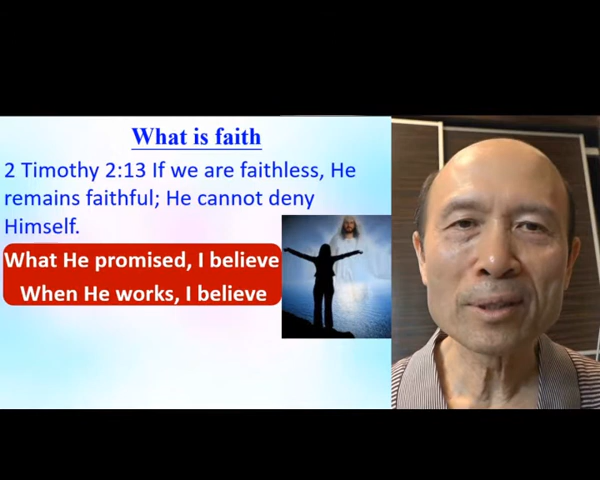 What is faith
2 Timothy 2:13 If we are faithless, He
remains faithful; He cannot deny
Himself.
What He promised, I believe
When He works, I believe